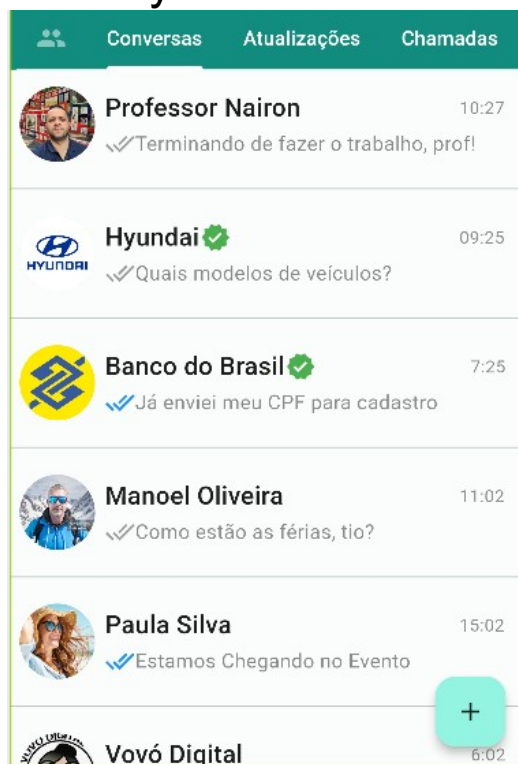 Conversas Atualizações Chamadas
Professor Nairon 10:27
Terminando de fazer o trabalho, prof!
Hyundai 09:25
HYUNDAI
Quais modelos de veículos?
Banco do Brasil 7:25
Já enviei meu CPF para cadastro
Manoel Oliveira 11:02
Como estão as férias, tio?
Paula Silva 15:02
Estamos Chegando no Evento
+
VOVÓ DIGITAL
Vovó Digital 6:02